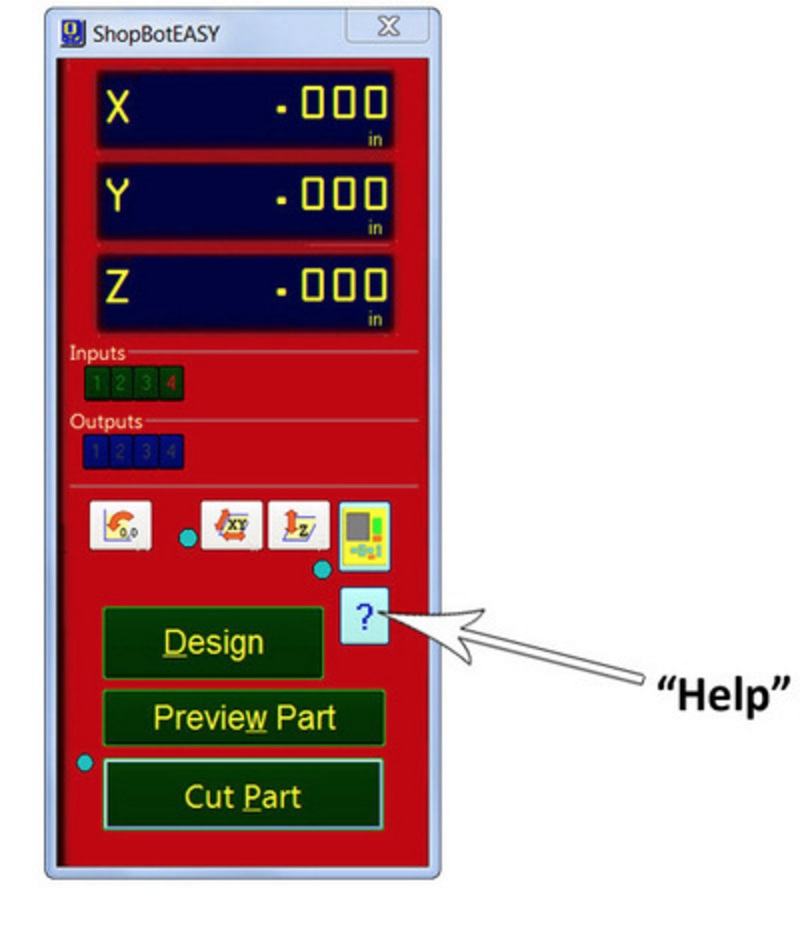 ShopBotEASY
X .000
in
Y .000
in
Z .000
in
Inputs
1 2 3 4
Outputs
1 2 3 4
0,0 XY Z
?
Design
"Help"
Preview Part
Cut Part